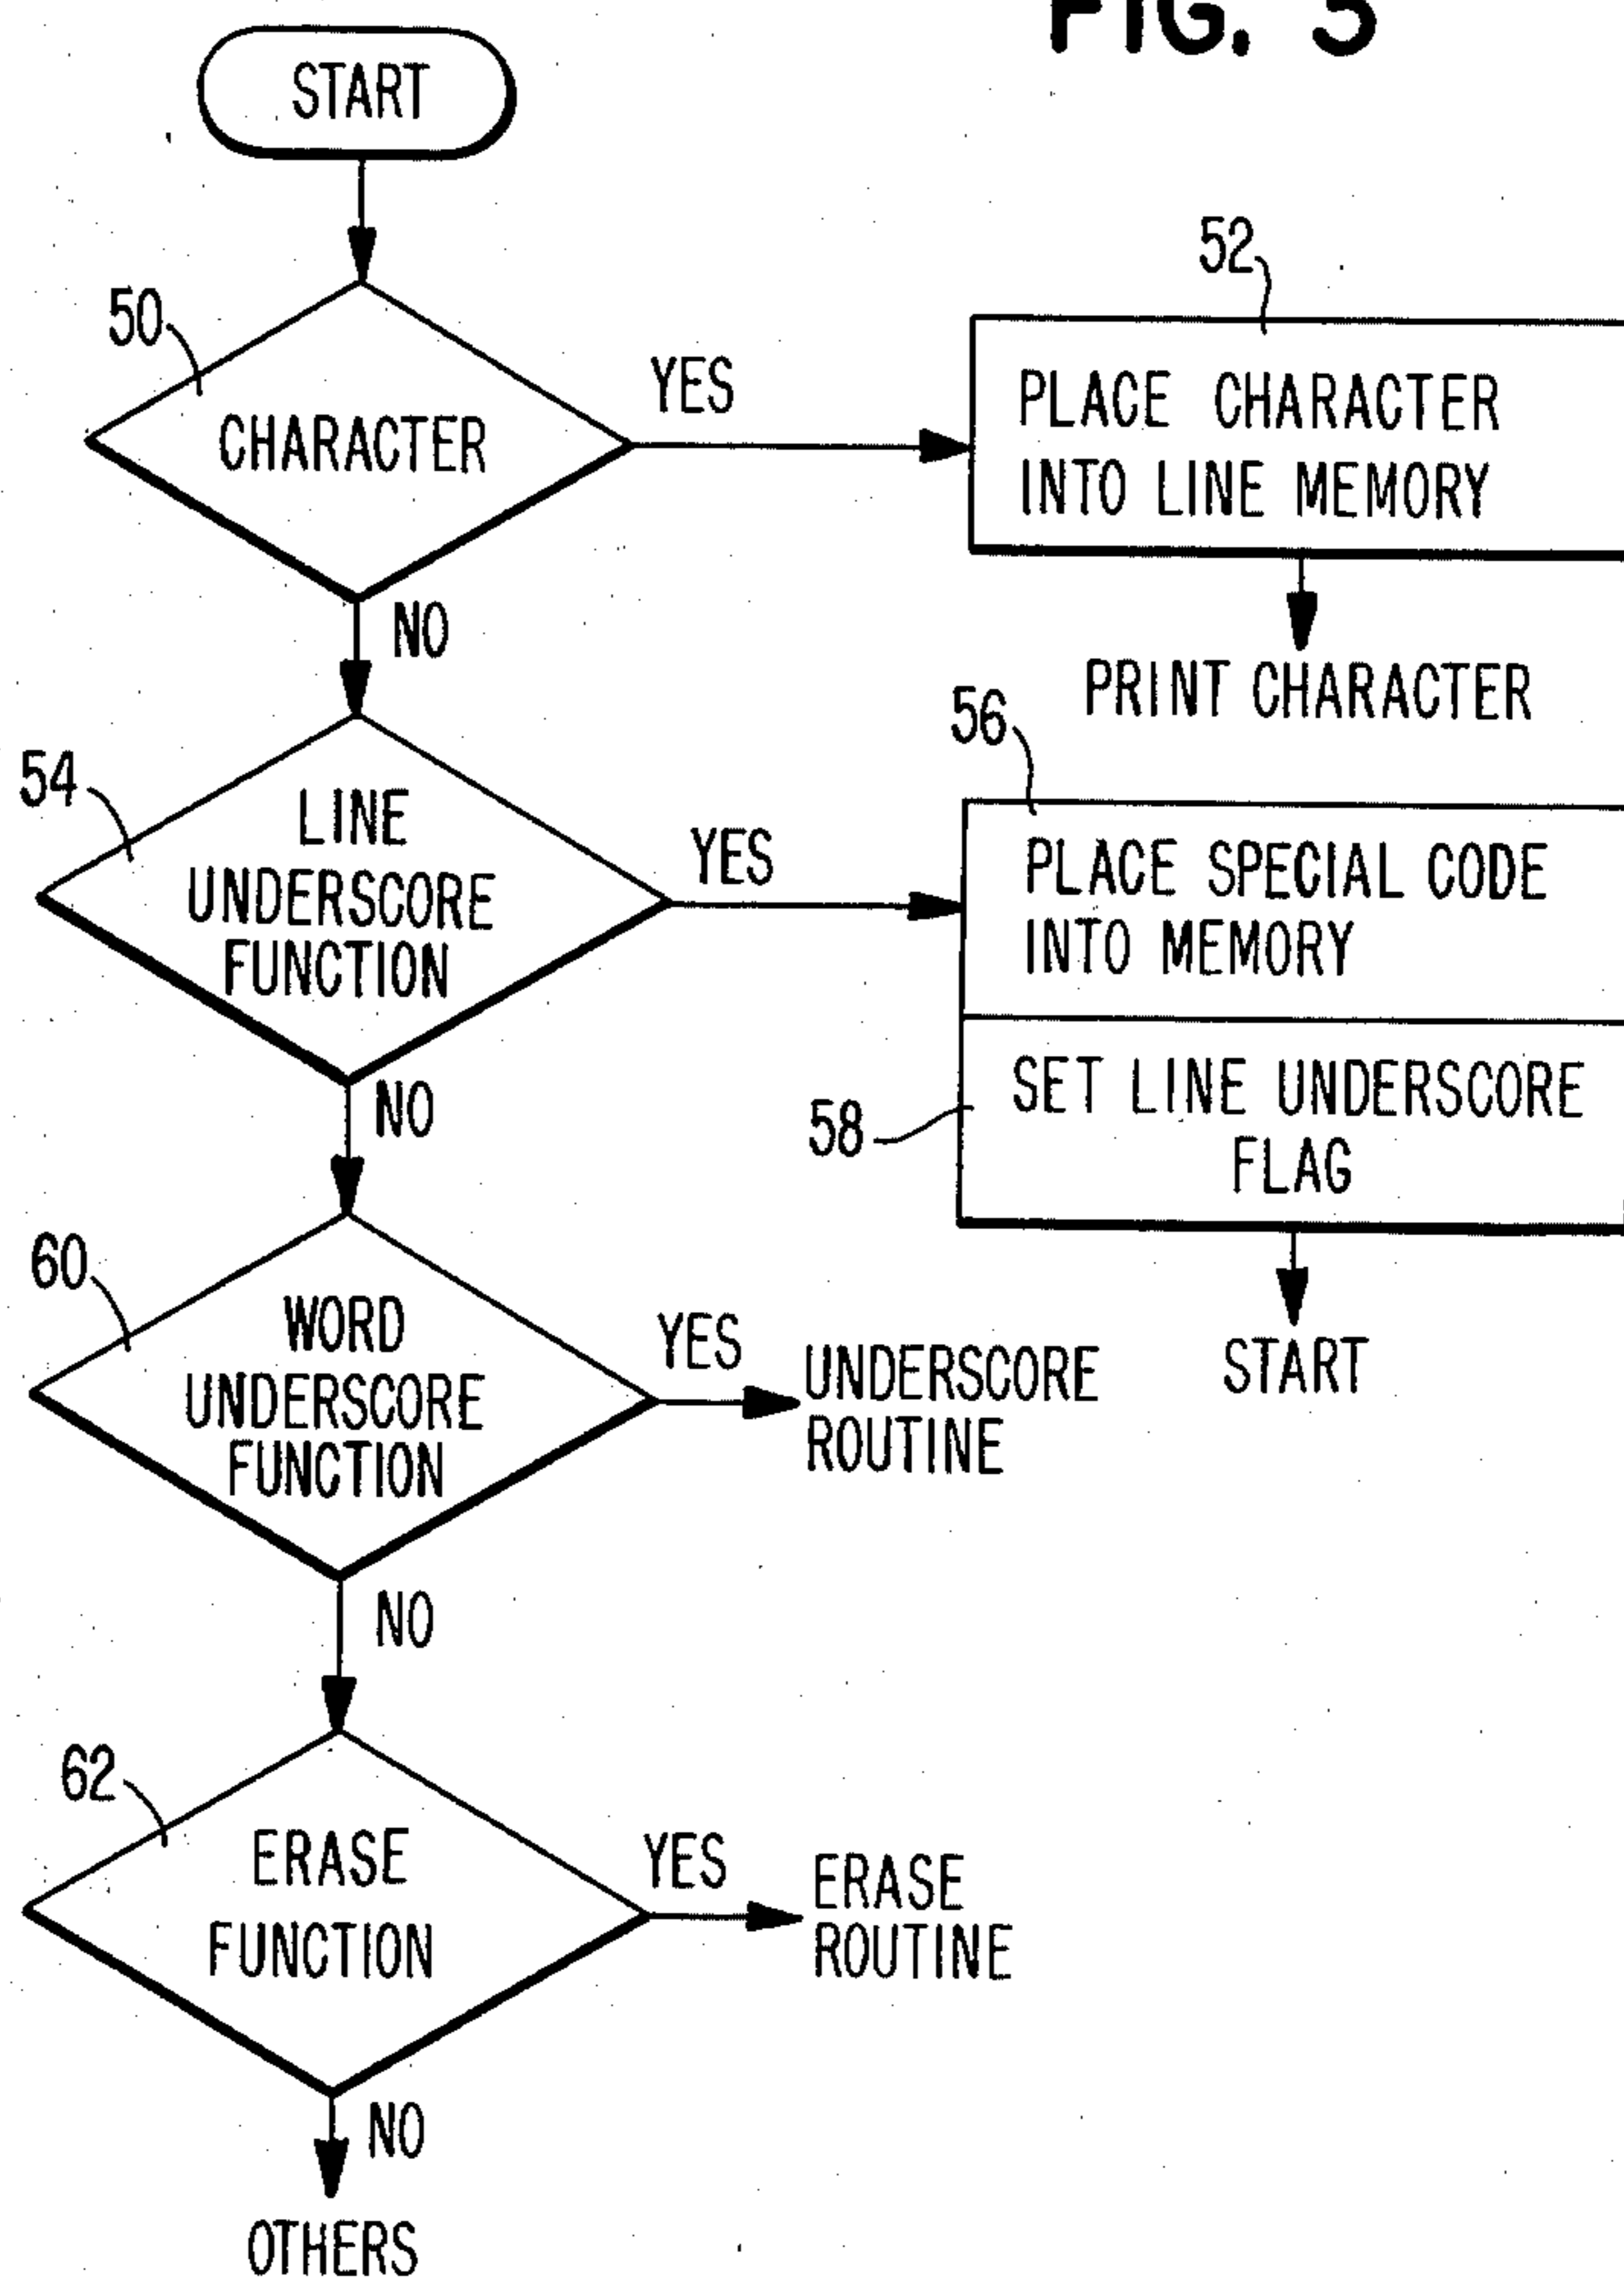 FIG.
START
50
CHARACTER
YES
52
PLACE CHARACTER
INTO LINE MEMORY
NO
PRINT CHARACTER
54
LINE
UNDERSCORE
FUNCTION
YES
56
PLACE SPECIAL CODE
INTO MEMORY
58
SET LINE UNDERSCORE
FLAG
START
NO
60
WORD
UNDERSCORE
FUNCTION
YES
UNDERSCORE
ROUTINE
NO
62
ERASE
FUNCTION
YES
ERASE
ROUTINE
NO
OTHERS